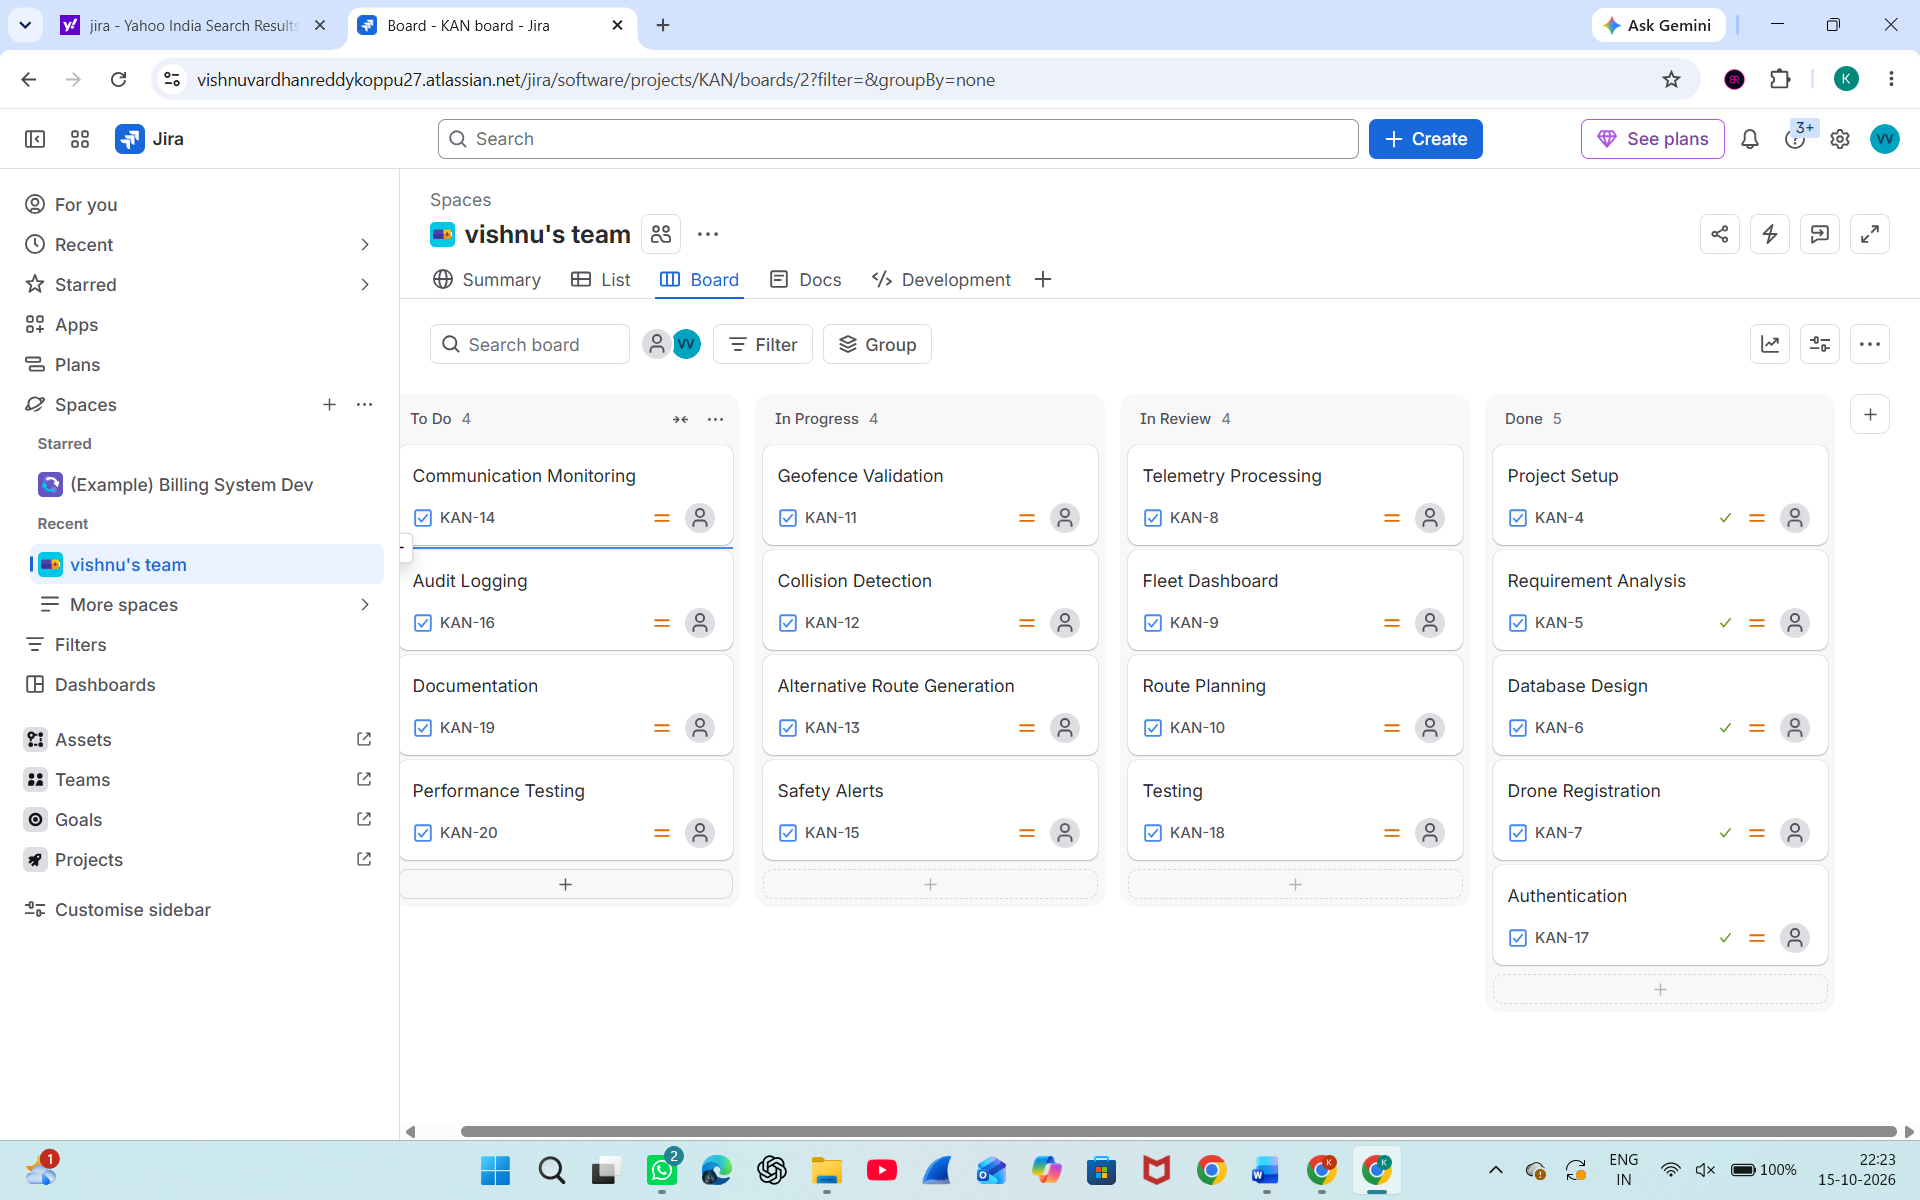 jira - Yahoo India Search Results
Board - KAN board - Jira
Ask Gemini
vishnuvardhanreddykoppu27.atlassian.net/jira/software/projects/KAN/boards/2?filter=&groupBy=none
K
Jira
Search
Create
See plans
3+
VV
For you
Recent
Starred
Apps
Plans
Spaces
Starred
(Example) Billing System Dev
Recent
vishnu's team
More spaces
Filters
Dashboards
Assets
Teams
Goals
Projects
Customise sidebar
Spaces
vishnu's team
Summary
List
Board
Docs
Development
Search board
VV
Filter
Group
To Do 4
Communication Monitoring
KAN-14
Audit Logging
KAN-16
Documentation
KAN-19
Performance Testing
KAN-20
In Progress 4
Geofence Validation
KAN-11
Collision Detection
KAN-12
Alternative Route Generation
KAN-13
Safety Alerts
KAN-15
In Review 4
Telemetry Processing
KAN-8
Fleet Dashboard
KAN-9
Route Planning
KAN-10
Testing
KAN-18
Done 5
Project Setup
KAN-4
Requirement Analysis
KAN-5
Database Design
KAN-6
Drone Registration
KAN-7
Authentication
KAN-17
1
2
K
K
ENG
IN
100%
22:23
15-10-2026